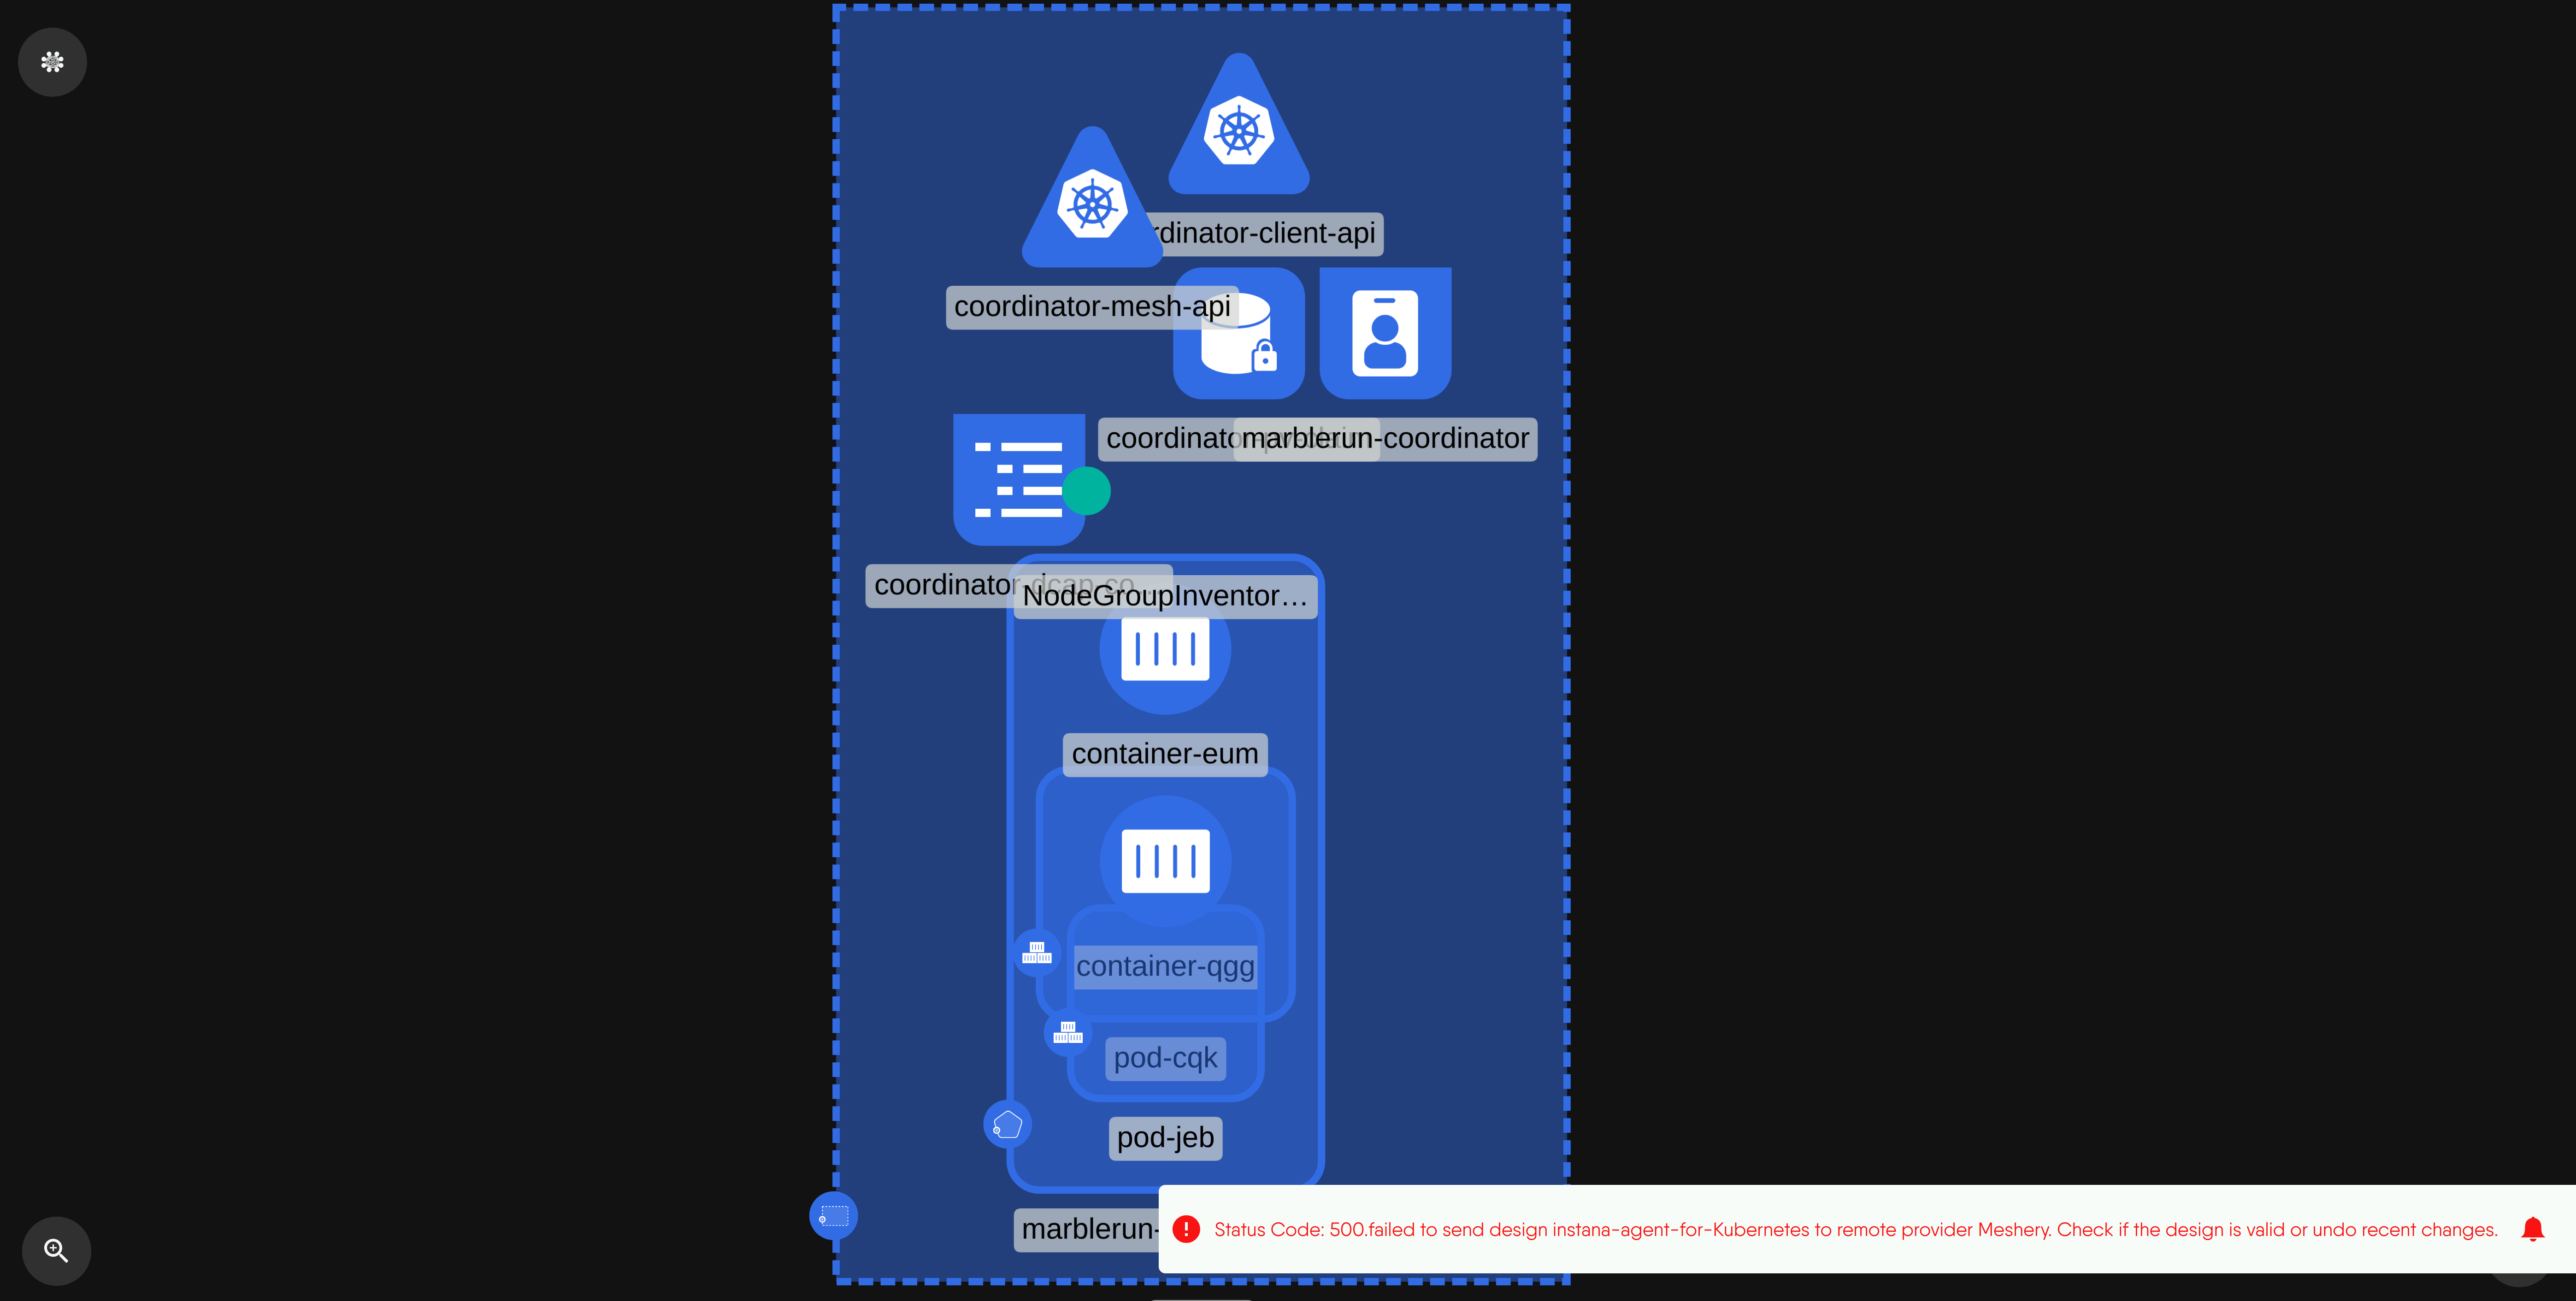 rdinator-client-api
coordinator-mesh-api
coordinato
marblerun-coordinator
coordinator-dcap-co...
NodeGroupInventor...
container-eum
container-qgg
pod-cqk
pod-jeb
marblerun-
Status Code: 500.failed to send design instana-agent-for-Kubernetes to remote provider Meshery. Check if the design is valid or undo recent changes.